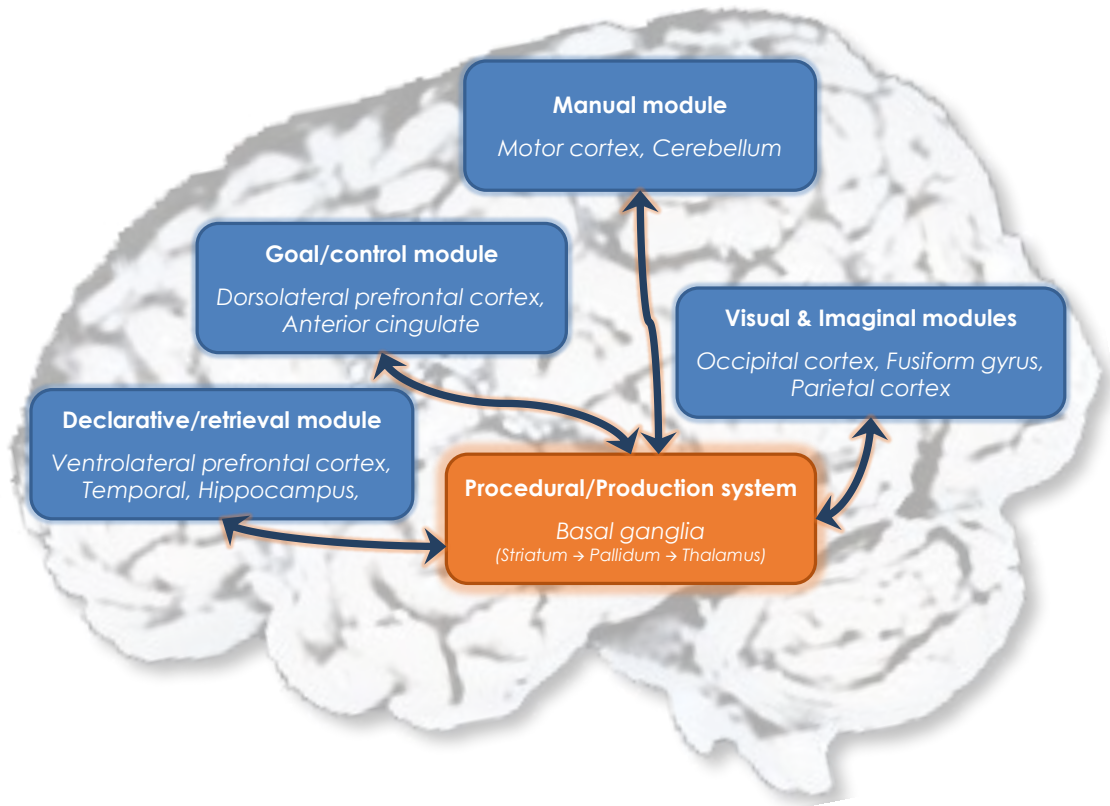 Manual module
Motor cortex, Cerebellum
Goal/control module
Dorsolateral prefrontal cortex,
Anterior cingulate
Visual & Imaginal modules
Occipital cortex, Fusiform gyrus,
Parietal cortex
Declarative/retrieval module
Ventrolateral prefrontal cortex,
Temporal, Hippocampus,
Procedural/Production system
Basal ganglia
(Striatum → Pallidum → Thalamus)